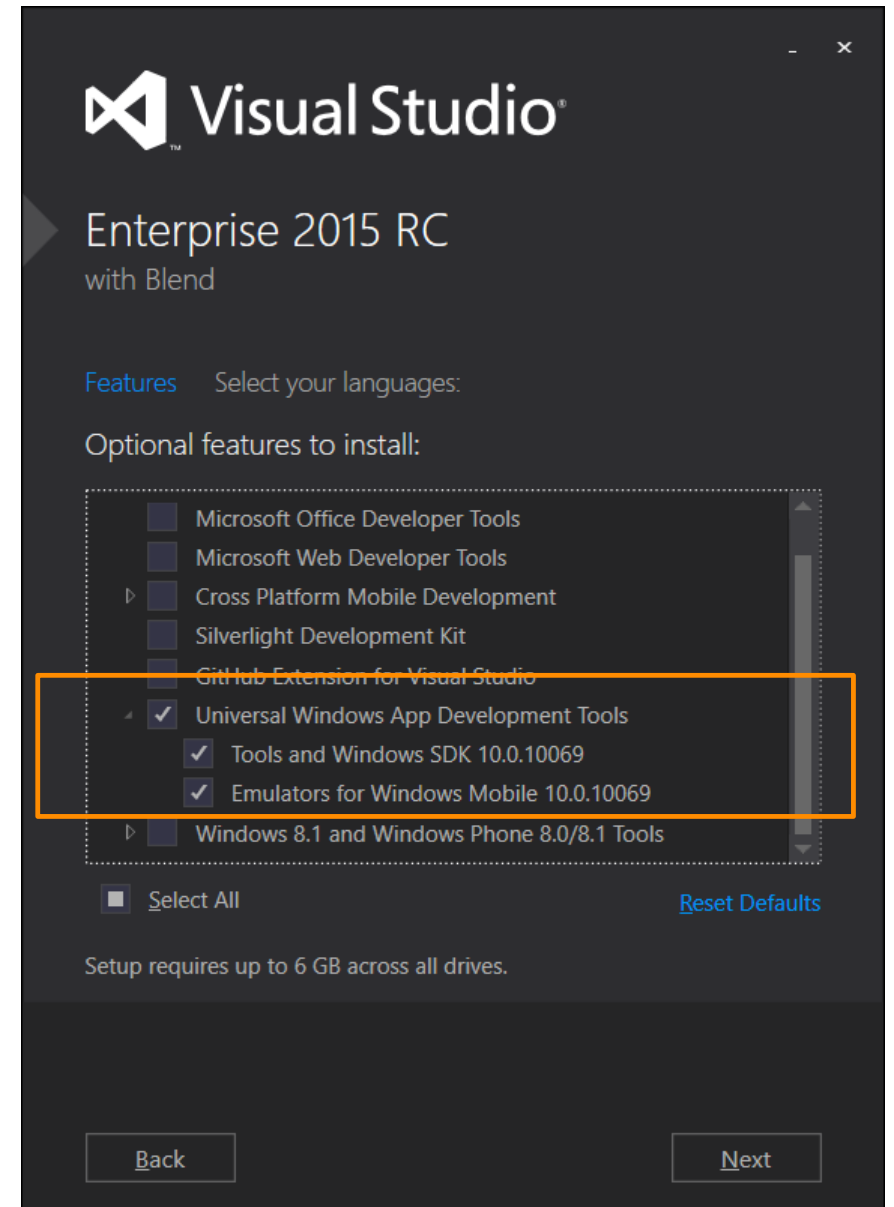 Visual Studio®
™
Enterprise 2015 RC
with Blend
Features Select your languages:
Optional features to install:
Microsoft Office Developer Tools
Microsoft Web Developer Tools
Cross Platform Mobile Development
Silverlight Development Kit
GitHub Extension for Visual Studio
Universal Windows App Development Tools
Tools and Windows SDK 10.0.10069
Emulators for Windows Mobile 10.0.10069
Windows 8.1 and Windows Phone 8.0/8.1 Tools
Select All Reset Defaults
Setup requires up to 6 GB across all drives.
Back Next